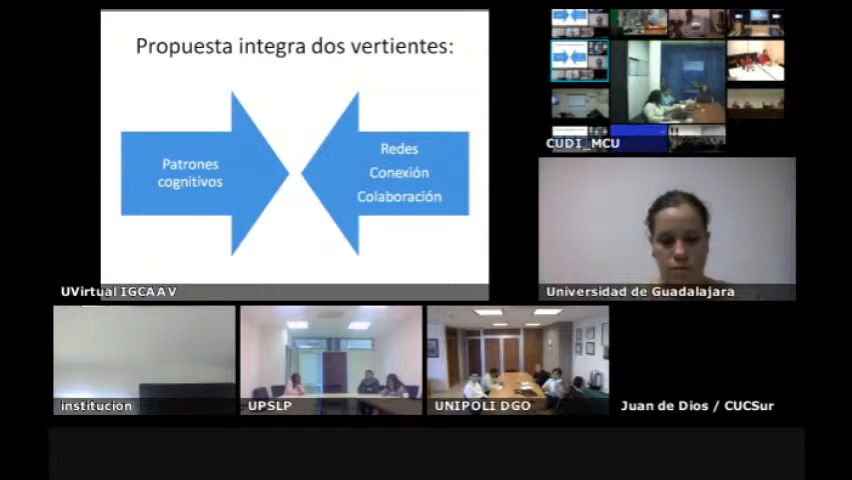 Propuesta integra dos vertientes:
Patrones
cognitivos
Redes
Conexión
Colaboración
UVirtual IGCAAV
CUDI_MCU
Universidad de Guadalajara
institucion
UPSLP
UNIPOLI DGO
Juan de Dios / CUCSur